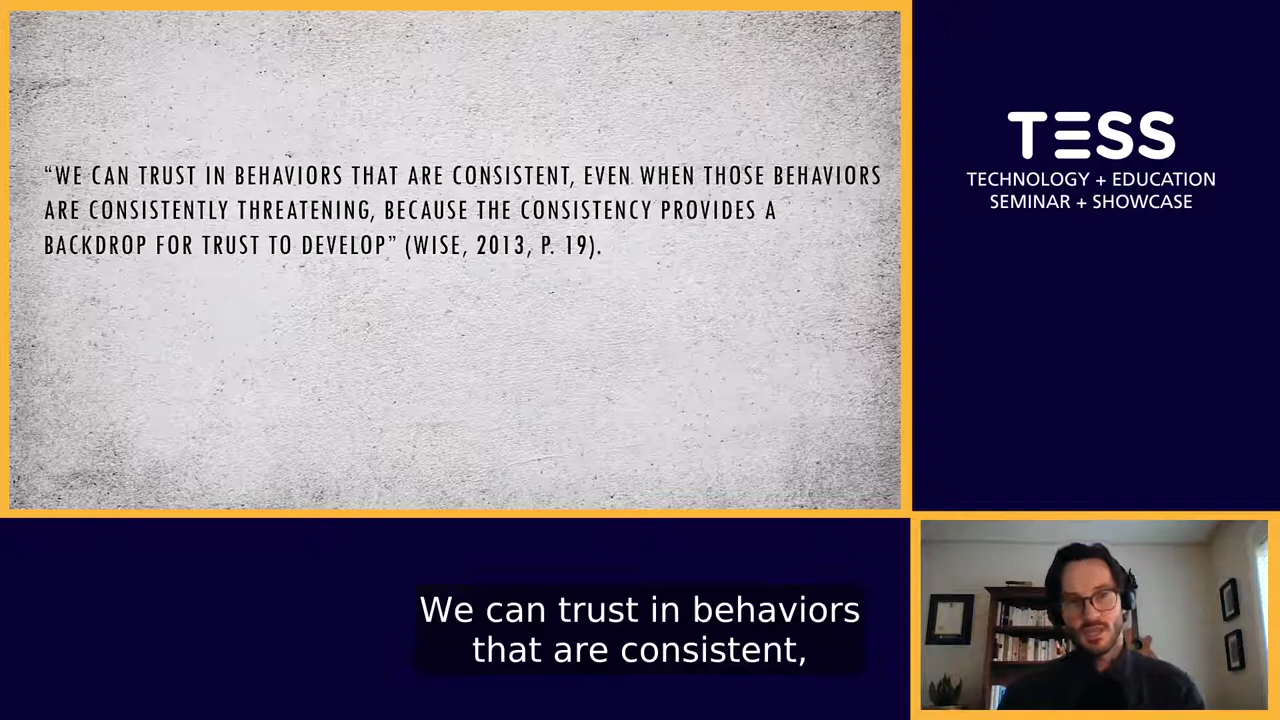 “WE CAN TRUST IN BEHAVIORS THAT ARE CONSISTENT, EVEN WHEN THOSE BEHAVIORS
ARE CONSISTENTLY THREATENING, BECAUSE THE CONSISTENCY PROVIDES A
BACKDROP FOR TRUST TO DEVELOP” (WISE, 2013, P. 19).
TESS
TECHNOLOGY + EDUCATION
SEMINAR + SHOWCASE
We can trust in behaviors
that are consistent,